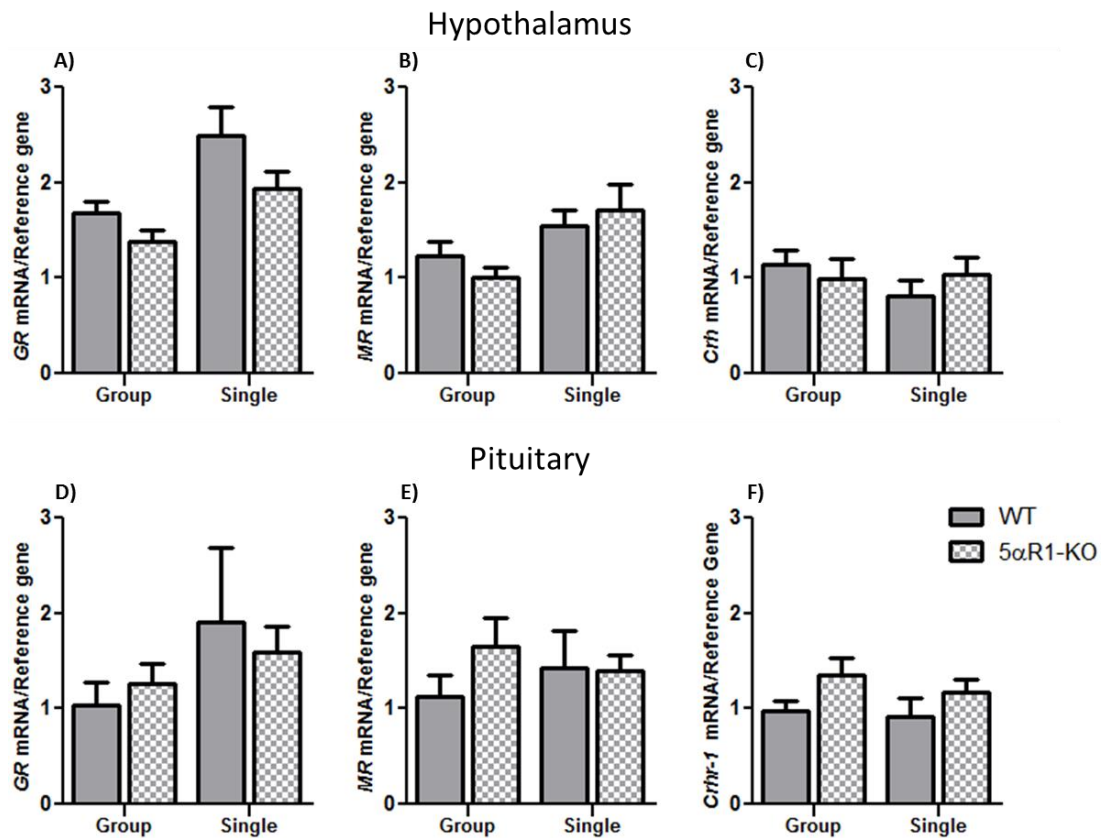 Hypothalamus
A)
GR mRNA/Reference gene
3
2
1
0
Group Single
B)
MR mRNA/Reference gene
3
2
1
0
Group Single
C)
Crh mRNA/Reference gene
3
2
1
0
Group Single
Pituitary
D)
GR mRNA/Reference gene
3
2
1
0
Group Single
E)
MR mRNA/Reference gene
3
2
1
0
Group Single
F)
Crhr-1 mRNA/Reference Gene
3
2
1
0
Group Single
WT
5αR1-KO